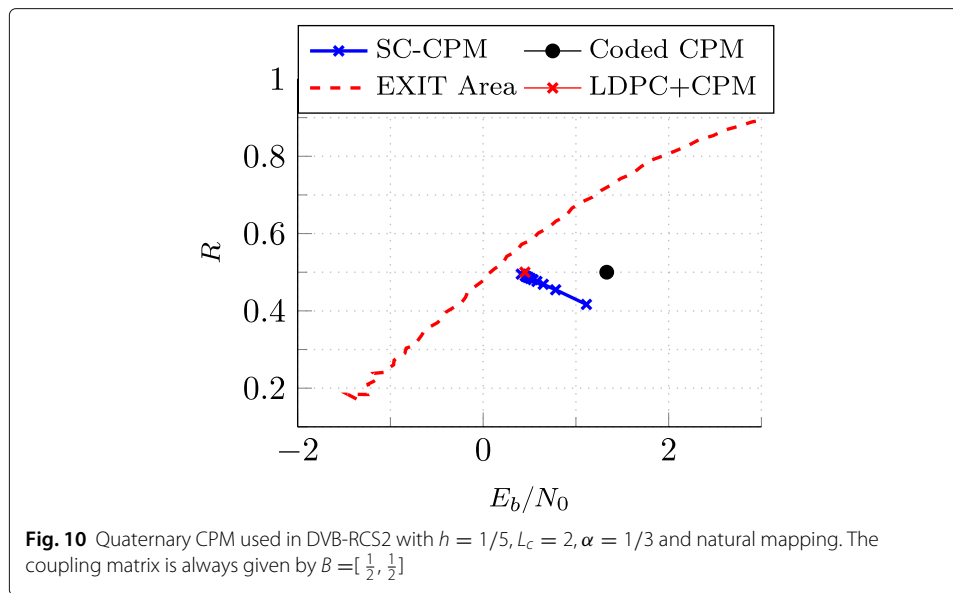 SC-CPM Coded CPM
EXIT Area LDPC+CPM
1
0.8
0.6
0.4
0.2
R
−2 0 2
E_b/N_0
Fig. 10 Quaternary CPM used in DVB-RCS2 with h = 1/5, L_c = 2, α = 1/3 and natural mapping. The
coupling matrix is always given by B =[ 1/2, 1/2]